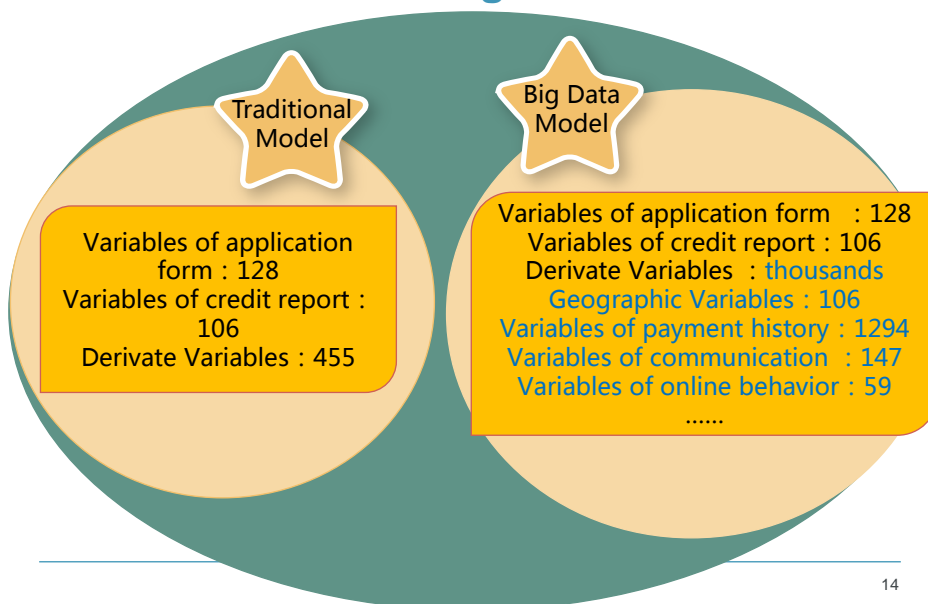 Traditional
Model
Big Data
Model
Variables of application
form：128
Variables of credit report：
106
Derivate Variables：455
Variables of application form ：128
Variables of credit report：106
Derivate Variables ：thousands
Geographic Variables：106
Variables of payment history：1294
Variables of communication ：147
Variables of online behavior：59
......
14